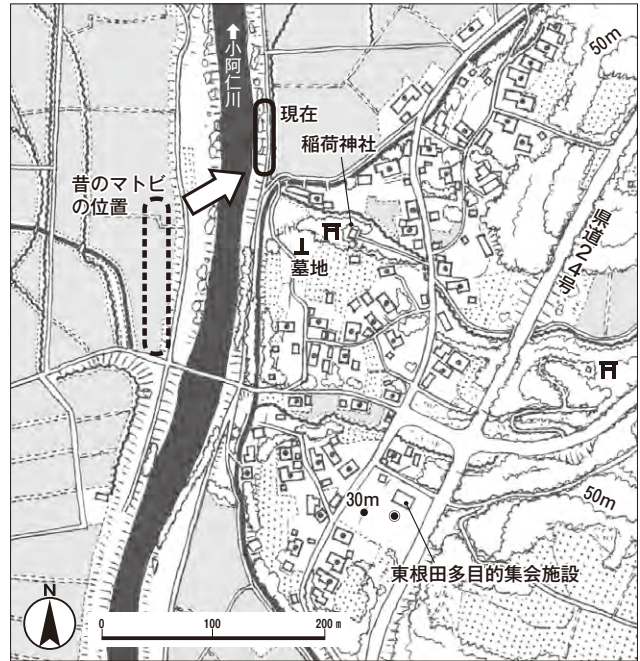 50m
小阿仁川
現在
稲荷神社
昔のマトビ
の位置
墓地
県道24号
30m
50m
東根田多目的集会施設
N
0 100 200 m